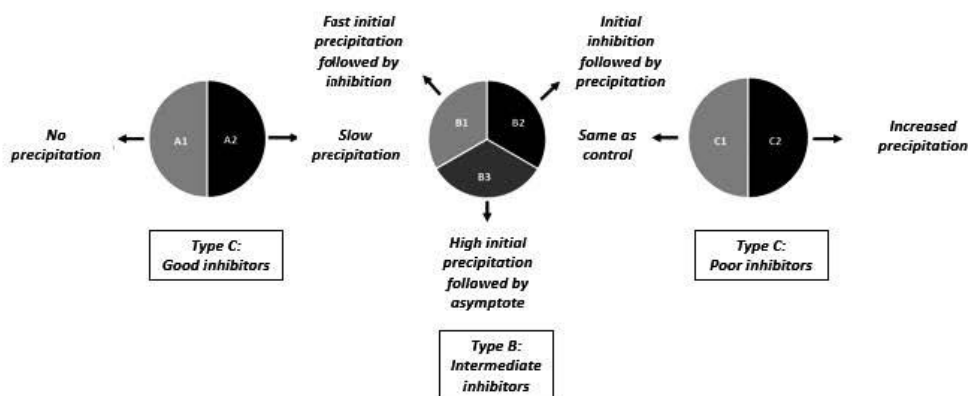 No
precipitation
A1
A2
Slow
precipitation
Type C:
Good inhibitors
Fast initial
precipitation
followed by
inhibition
Initial
inhibition
followed by
precipitation
B1
B2
B3
High initial
precipitation
followed by
asymptote
Type B:
Intermediate
inhibitors
Same as
control
C1
C2
Increased
precipitation
Type C:
Poor inhibitors